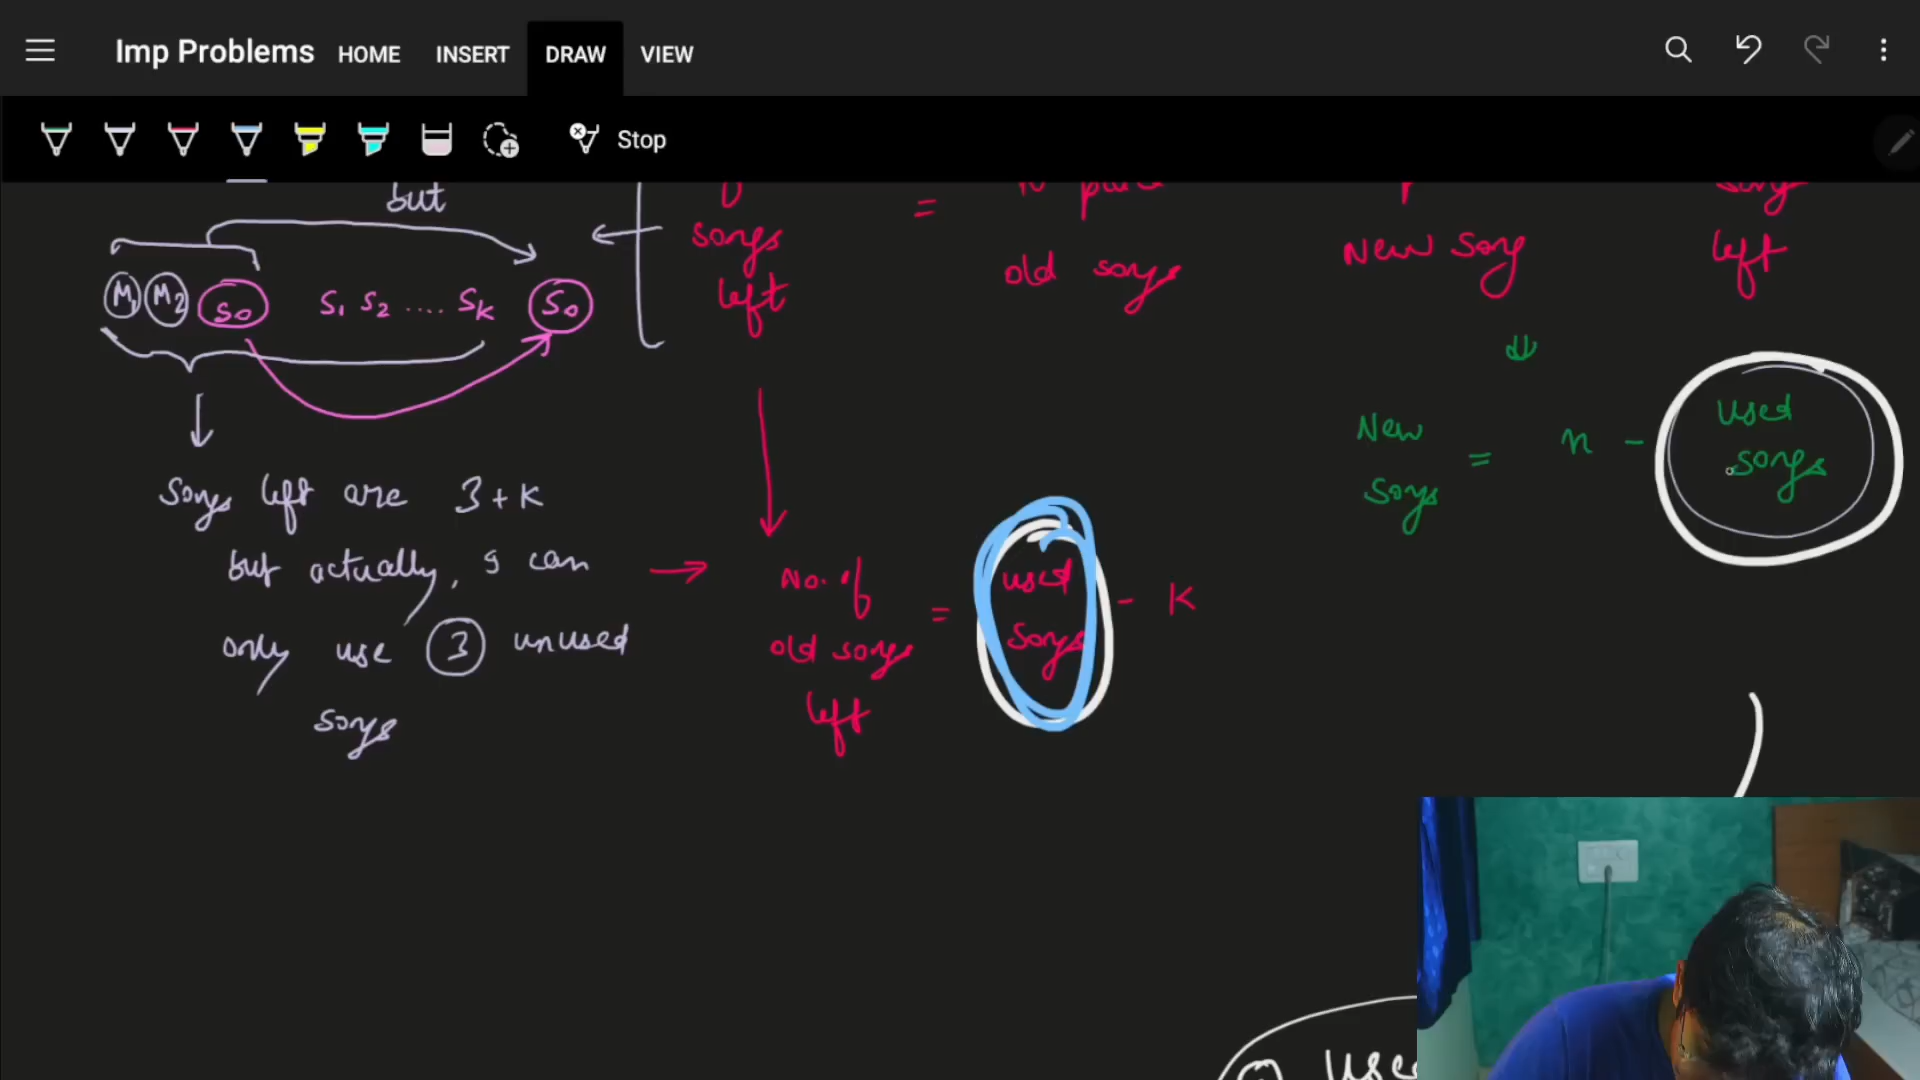 Imp Problems HOME INSERT DRAW VIEW
Stop
but
M1 M2 S0 S1 S2 .... SK S0
songs
left
=
old songs
New Song
left
New
Songs
= n -
used
songs
Songs left are 3+K
but actually, I can
only use 3 unused
songs
No. of
old songs
left
=
used
songs
- K